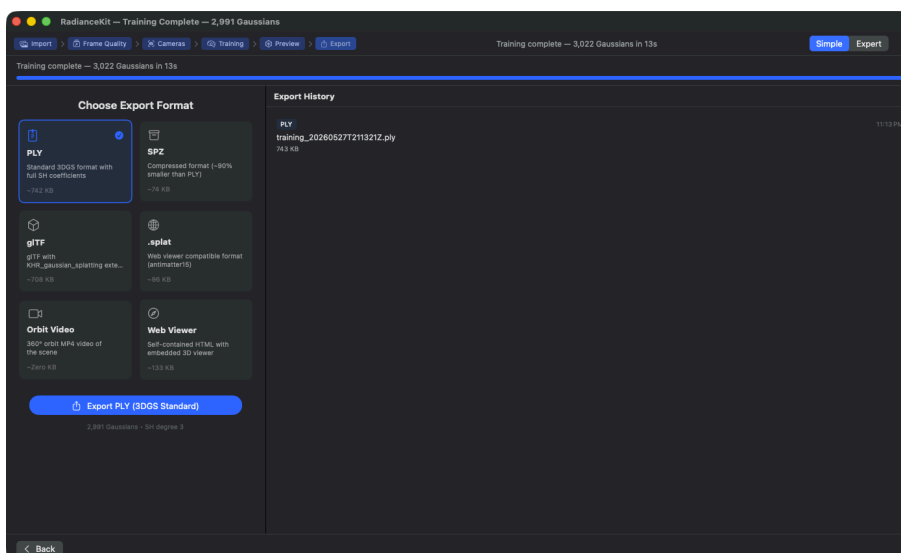 RadianceKit — Training Complete — 2,991 Gaussians
Import > Frame Quality > Cameras > Training > Preview > Export
Training complete — 3,022 Gaussians in 13s
Simple Expert
Training complete — 3,022 Gaussians in 13s
Choose Export Format
PLY
Standard 3DGS format with
full SH coefficients
~742 KB
SPZ
Compressed format (~90%
smaller than PLY)
~74 KB
glTF
glTF with
KHR_gaussian_splatting exte...
~708 KB
.splat
Web viewer compatible format
(antimatter15)
~96 KB
Orbit Video
360° orbit MP4 video of
the scene
~Zero KB
Web Viewer
Self-contained HTML with
embedded 3D viewer
~133 KB
Export PLY (3DGS Standard)
2,991 Gaussians · SH degree 3
Export History
PLY
11:13 PM
training_20260527T211321Z.ply
743 KB
< Back